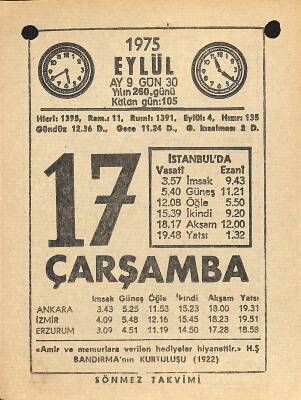 1975
EYLÜL
AY 9 GÜN 30
Yılın 260.günü
Kalan gün:105
Hicri: 1395, Ram.: 11, Rumî: 1391, Eylûl: 4, Hızır: 135
Gündüz 12.36 D., Gece 11.24 D., G. kısalması 2 D.
17
İSTANBUL'DA
Vasatî Ezanî
3.57 İmsak 9.43
5.40 Güneş 11.21
12.08 Öğle 5.50
15.39 İkindi 9.20
18.17 Akşam 12.00
19.48 Yatsı 1.32
ÇARŞAMBA
İmsak Güneş Öğle İkindi Akşam Yatsı
ANKARA 3.43 5.25 11.53 15.23 18.00 19.31
İZMİR 4.09 5.48 12.16 15.45 18.23 19.51
ERZURUM 3.09 4.51 11.19 14.50 17.28 18.58
«Amir ve memurlara verilen hediyeler hiyanettir.» H.Ş
BANDIRMA'nın KURTULUŞU (1922)
SÖNMEZ TAKVİMİ